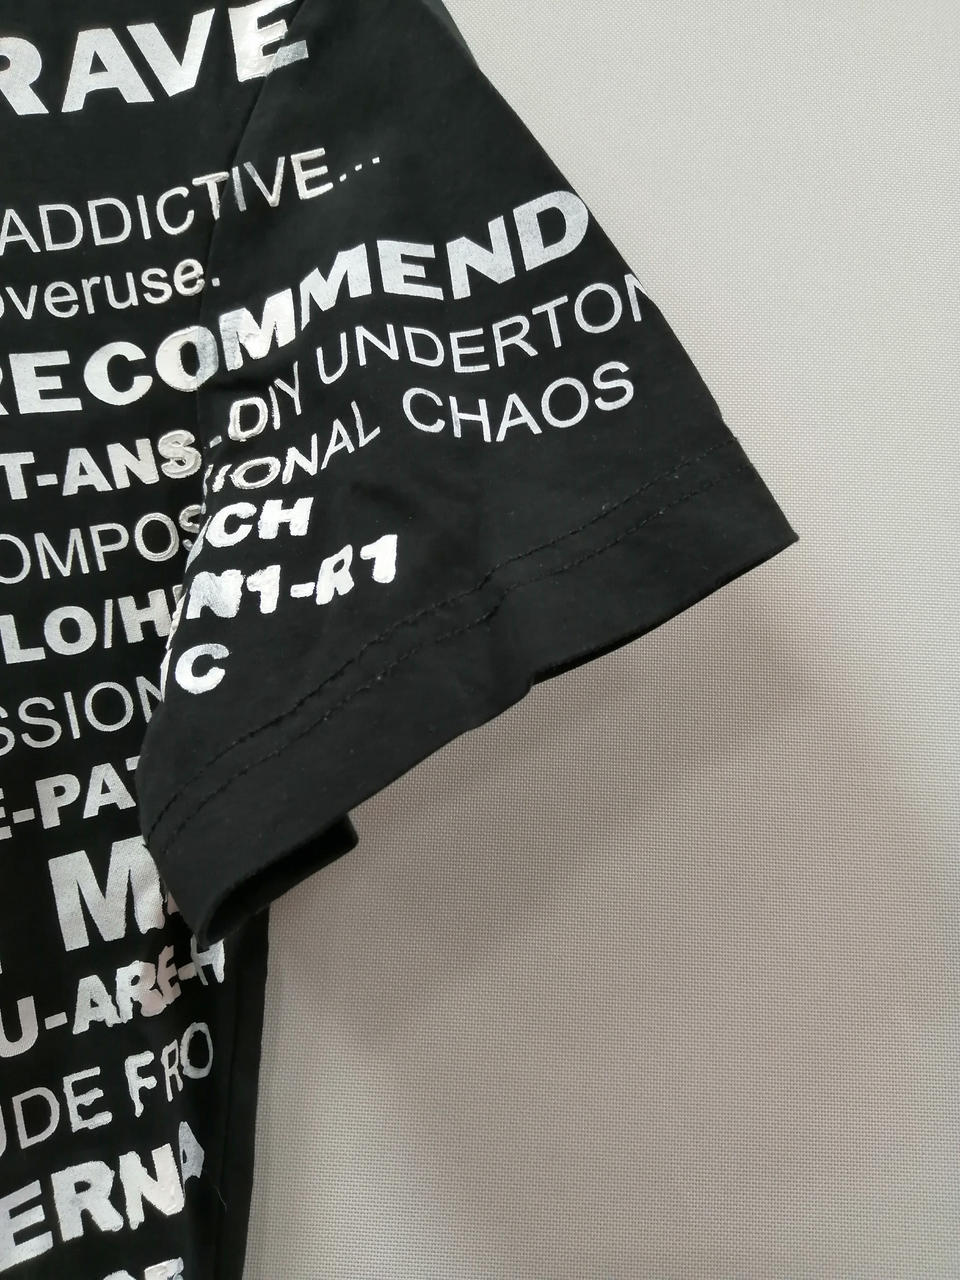 RAVE
ADDICTIVE...
overuse.
RECOMMEND
T-ANS-DIY UNDERTON
OMPOS IONAL CHAOS
CH
LO/H N1-R1
SSION C
E-PAT
M
U-ARE-H
UDE FRO
ERNA